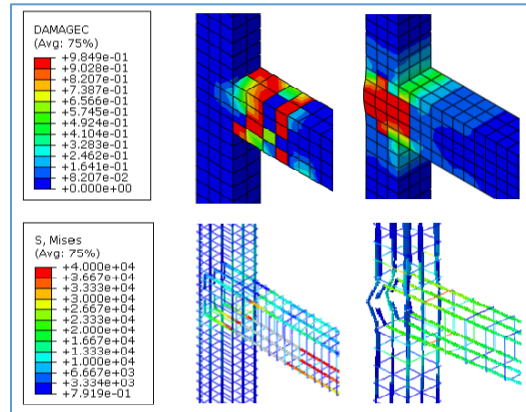 DAMAGEC
(Avg: 75%)
+9.849e-01
+9.028e-01
+8.207e-01
+7.387e-01
+6.566e-01
+5.745e-01
+4.924e-01
+4.104e-01
+3.283e-01
+2.462e-01
+1.641e-01
+8.207e-02
+0.000e+00
S, Mises
(Avg: 75%)
+4.000e+04
+3.667e+04
+3.333e+04
+3.000e+04
+2.667e+04
+2.333e+04
+2.000e+04
+1.667e+04
+1.333e+04
+1.000e+04
+6.667e+03
+3.334e+03
+7.919e-01